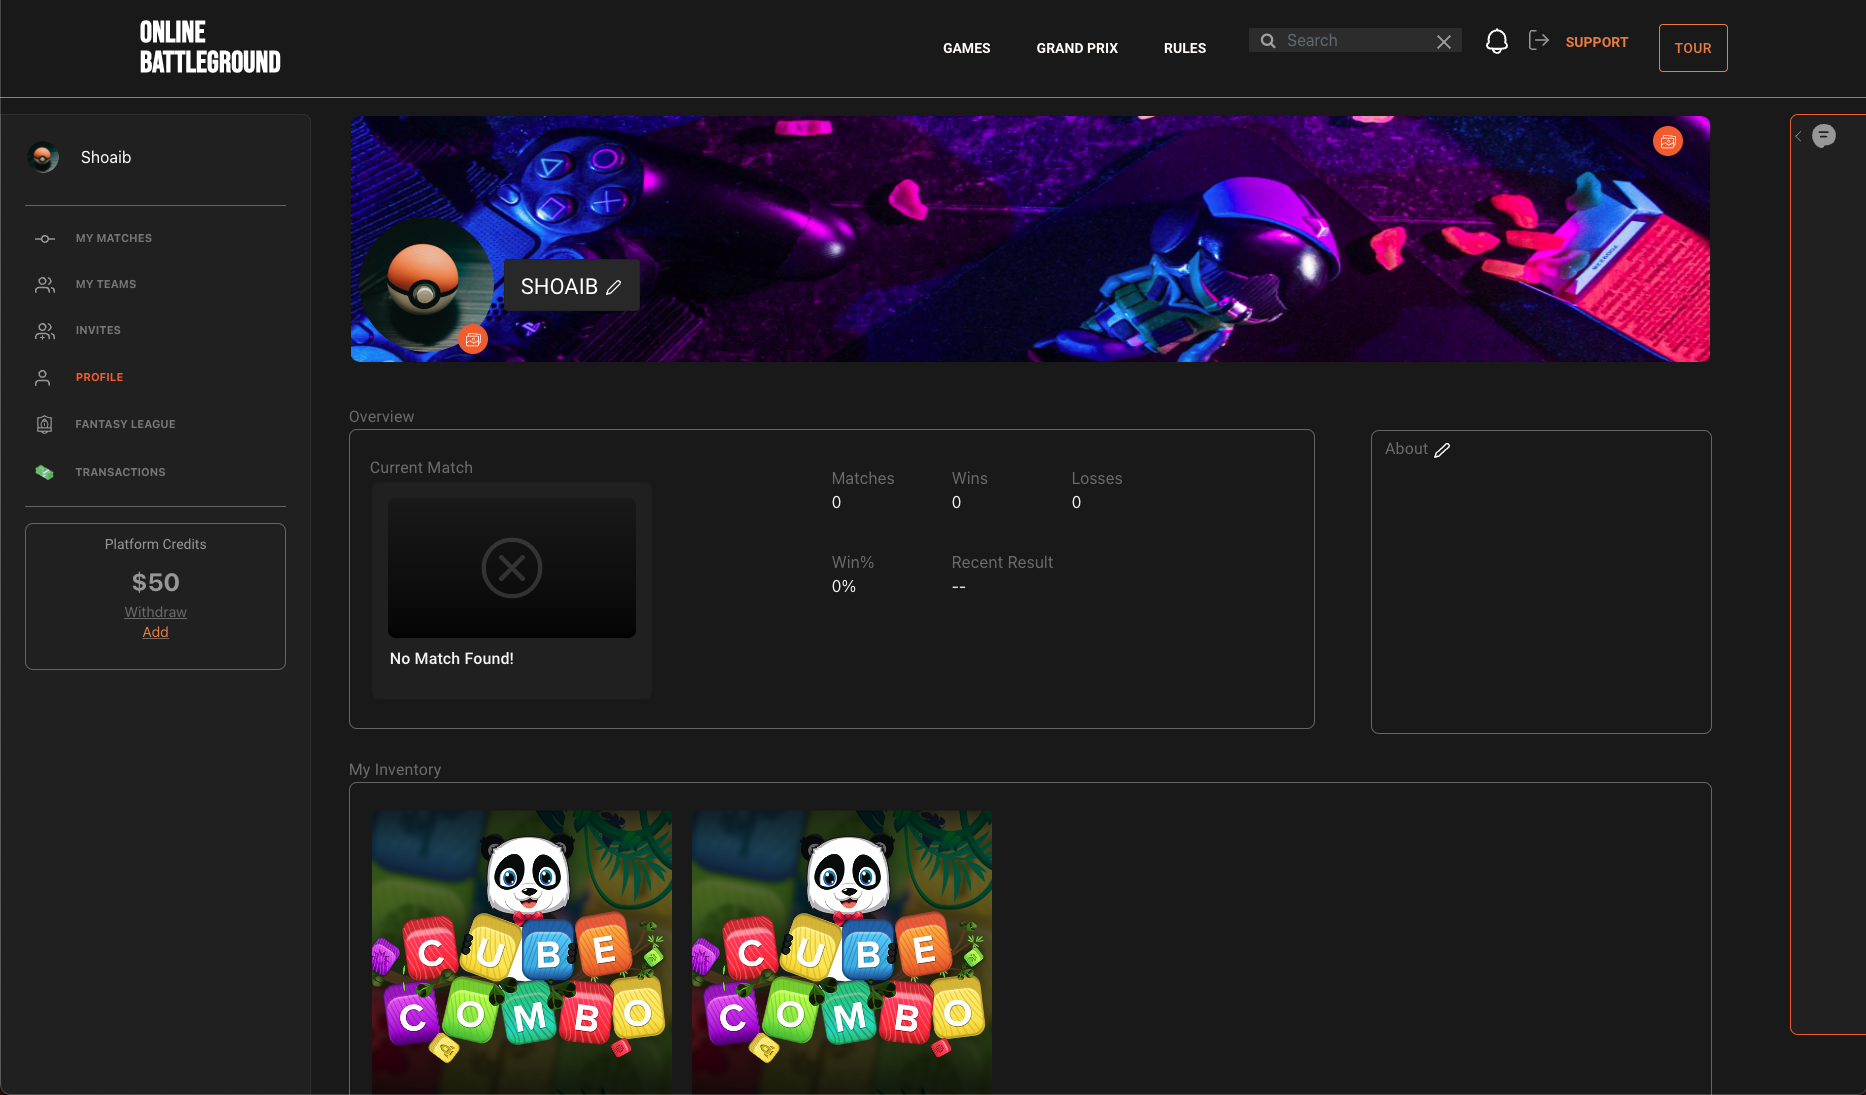 ONLINE
BATTLEGROUND
GAMES
GRAND PRIX
RULES
Search
SUPPORT
TOUR
Shoaib
MY MATCHES
MY TEAMS
INVITES
PROFILE
FANTASY LEAGUE
TRANSACTIONS
Platform Credits
$50
Withdraw
Add
SHOAIB
Overview
Current Match
No Match Found!
Matches
0
Wins
0
Losses
0
Win%
0%
Recent Result
--
About
My Inventory
CUBE
COMBO
CUBE
COMBO